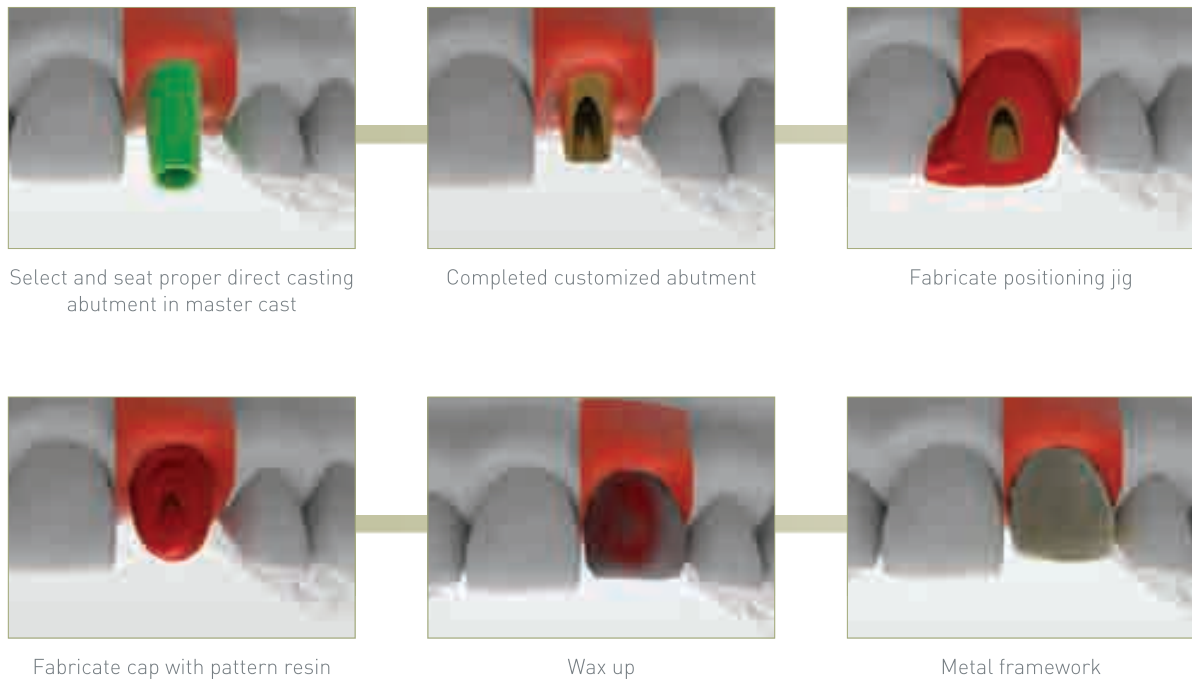 Select and seat proper direct casting
abutment in master cast
Completed customized abutment
Fabricate positioning jig
Fabricate cap with pattern resin
Wax up
Metal framework